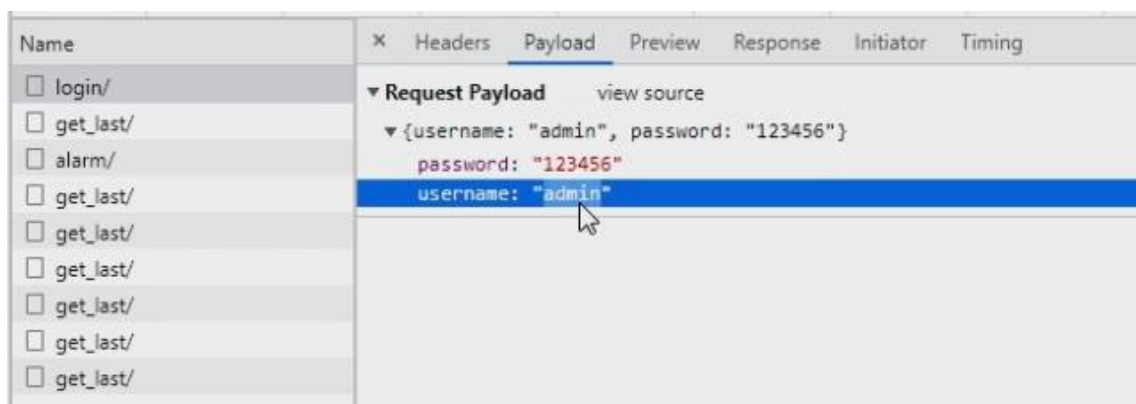 Name
× Headers Payload Preview Response Initiator Timing
login/
get_last/
alarm/
get_last/
get_last/
get_last/
get_last/
get_last/
get_last/
▼ Request Payload view source
▼ {username: "admin", password: "123456"}
password: "123456"
username: "admin"